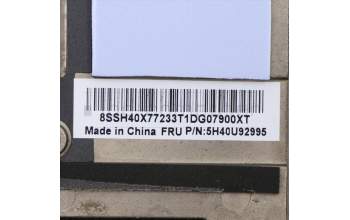 8SSH40X77233T1DG07900XT
Made in China FRU P/N:5H40U92995